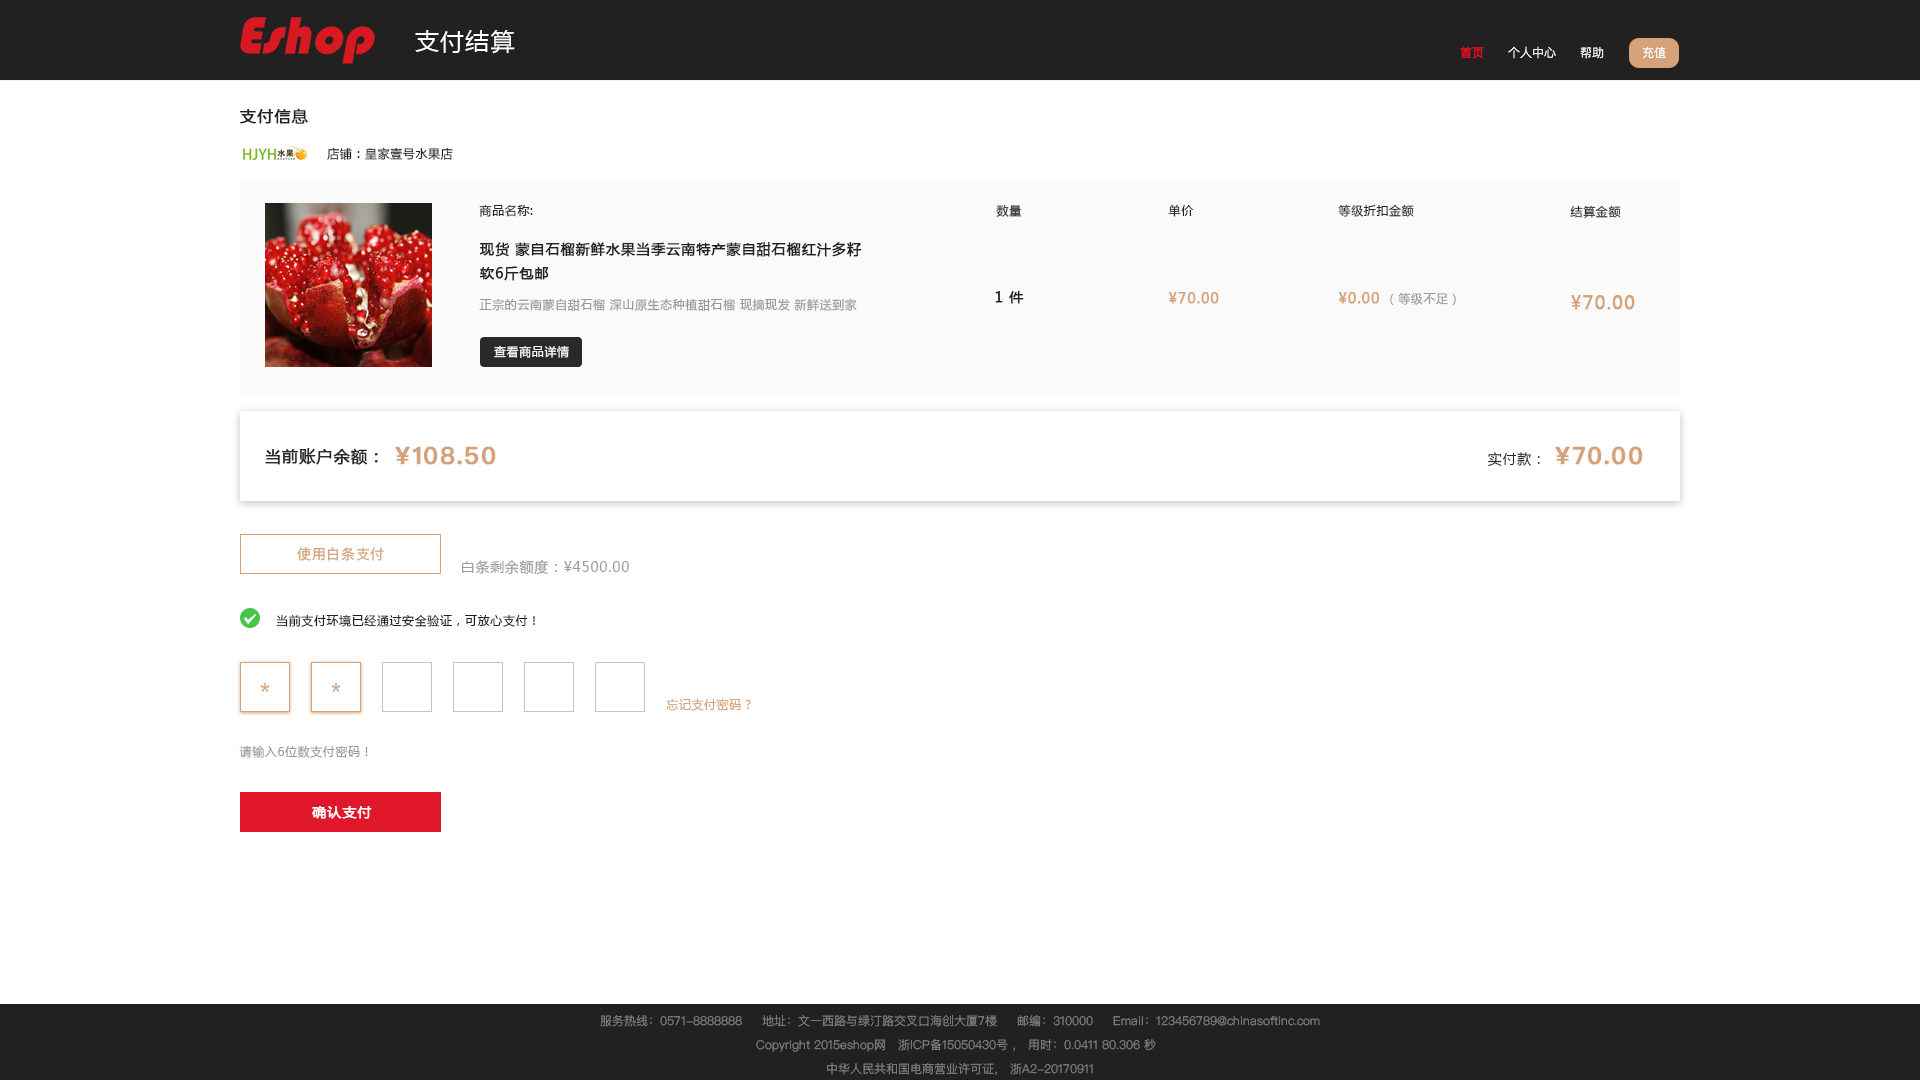 Eshop 支付结算
首页 个人中心 帮助 充值
支付信息
HJYH水果 店铺：皇家壹号水果店
商品名称: 数量 单价 等级折扣金额 结算金额
现货 蒙自石榴新鲜水果当季云南特产蒙自甜石榴红汁多籽
软6斤包邮
正宗的云南蒙自甜石榴 深山原生态种植甜石榴 现摘现发 新鲜送到家
1 件 ¥70.00 ¥0.00 （等级不足） ¥70.00
查看商品详情
当前账户余额： ¥108.50 实付款： ¥70.00
使用白条支付 白条剩余额度：¥4500.00
当前支付环境已经通过安全验证，可放心支付！
* *
忘记支付密码？
请输入6位数支付密码！
确认支付
服务热线：0571-8888888 地址：文一西路与绿汀路交叉口海创大厦7楼 邮编：310000 Email：123456789@chinasoftinc.com
Copyright 2015eshop网 浙ICP备15050430号， 用时：0.0411 80.306 秒
中华人民共和国电商营业许可证， 浙A2-20170911